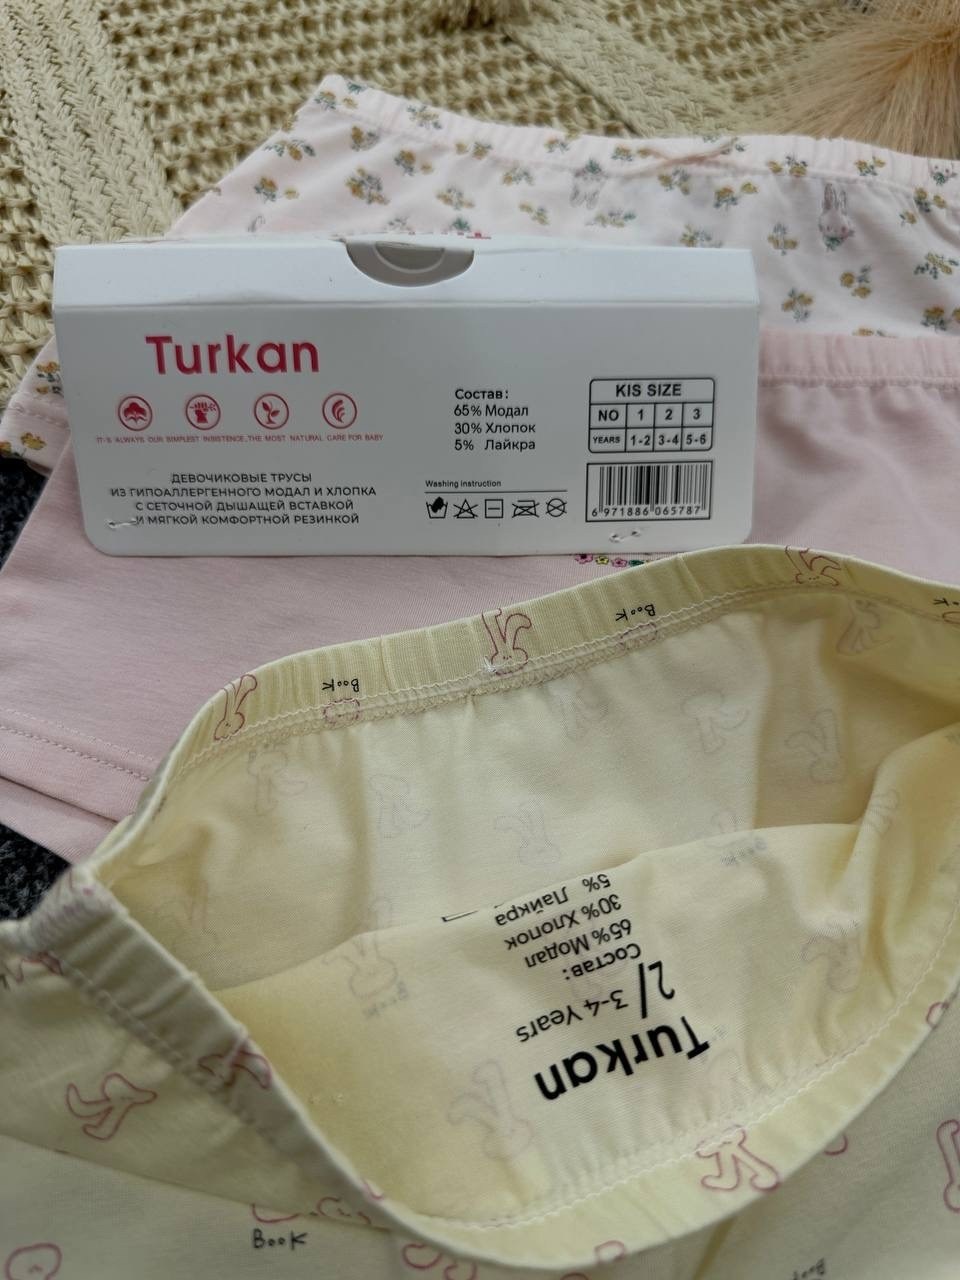 Turkan
IT'S ALWAYS OUR SIMPLEST INSISTENCE, THE MOST NATURAL CARE FOR BABY
ДЕВОЧИКОВЫЕ ТРУСЫ
ИЗ ГИПОАЛЛЕРГЕННОГО МОДАЛ И ХЛОПКА
С СЕТОЧНОЙ ДЫШАЩЕЙ ВСТАВКОЙ
И МЯГКОЙ КОМФОРТНОЙ РЕЗИНКОЙ
Состав:
65% Модал
30% Хлопок
5% Лайкра
Washing instruction
KIS SIZE
NO 1 2 3
YEARS 1-2 3-4 5-6
6 971886 065787
Book
Book
Turkan
2/ 3-4 Years
Состав:
65% Модал
30% Хлопок
5% Лайкра
Book
Book